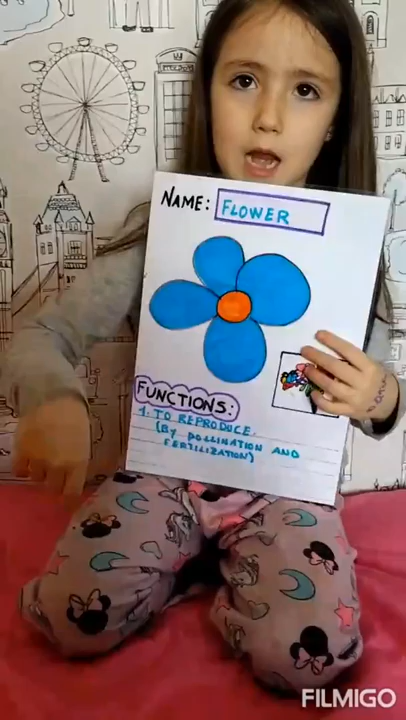 NAME: FLOWER
FUNCTIONS:
1. TO REPRODUCE.
(BY POLLINATION AND
FERTILIZATION)
FILMIGO